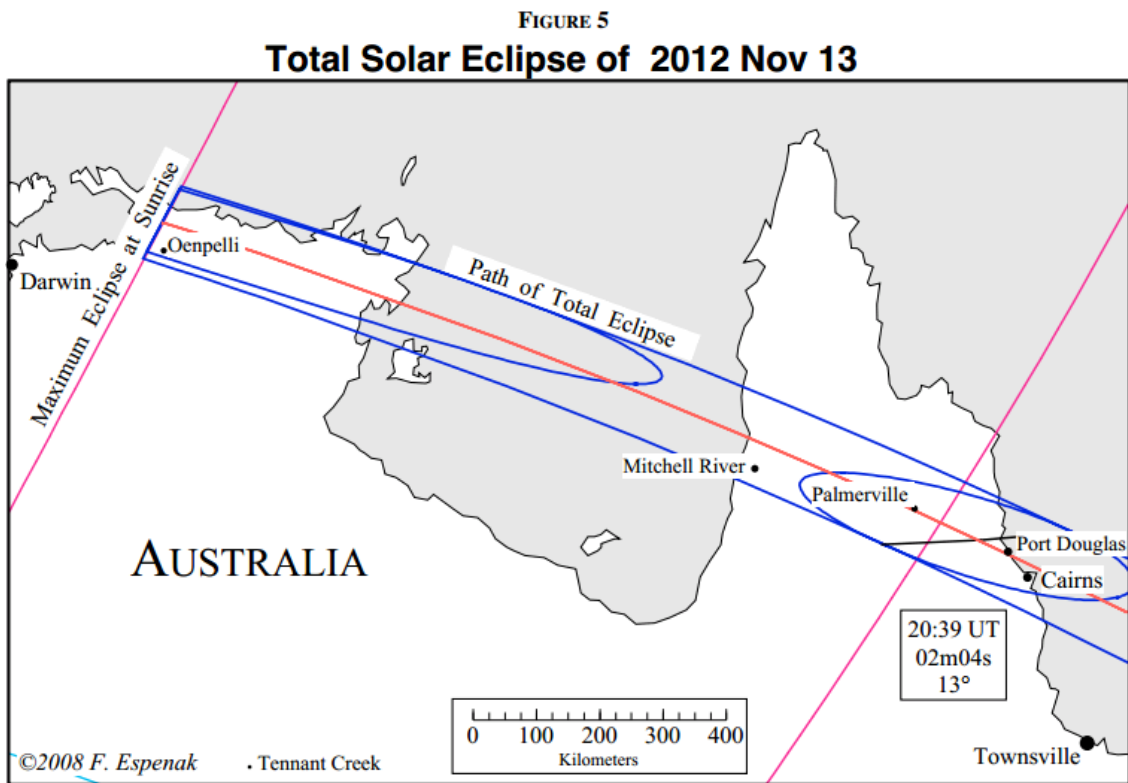 FIGURE 5
Total Solar Eclipse of 2012 Nov 13
Maximum Eclipse at Sunrise
Oenpelli
Darwin
Path of Total Eclipse
Mitchell River
Palmerville
Port Douglas
Cairns
AUSTRALIA
20:39 UT
02m04s
13°
0 100 200 300 400
Kilometers
Townsville
©2008 F. Espenak
Tennant Creek